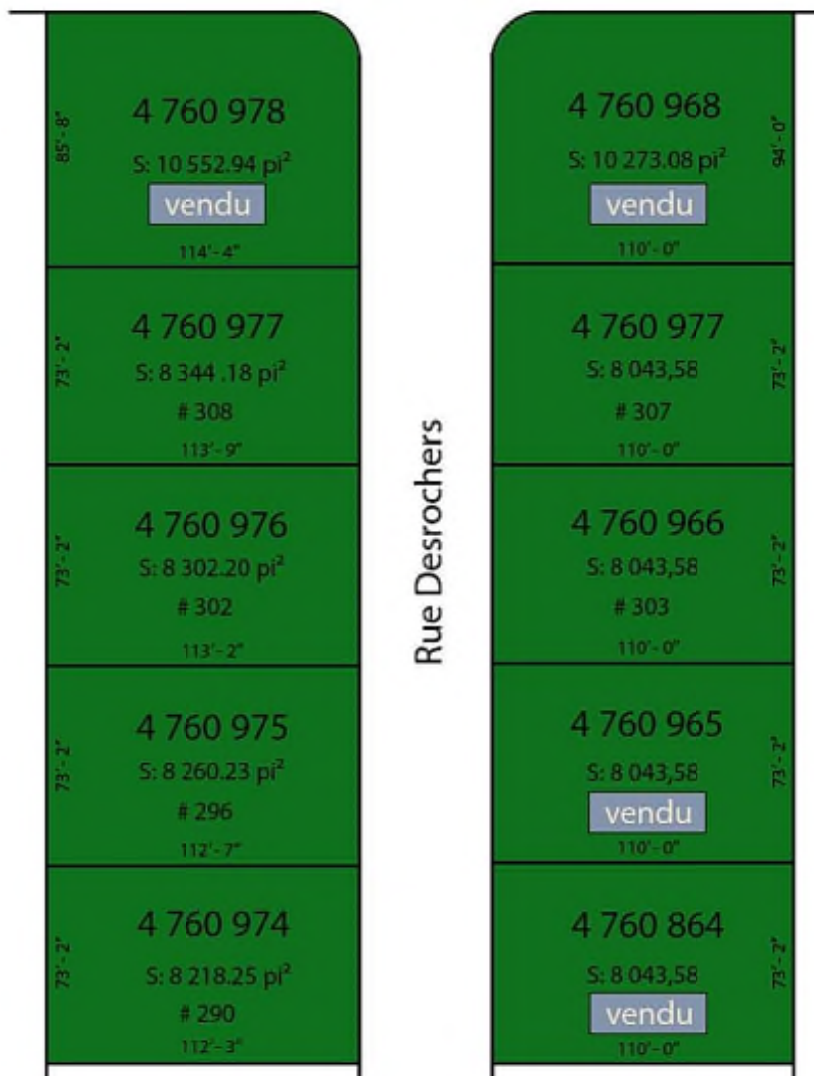 85'- 8"
4 760 978
S: 10 552.94 pi²
vendu
114'- 4"
73'- 2"
4 760 977
S: 8 344 .18 pi²
# 308
113'- 9"
73'- 2"
4 760 976
S: 8 302.20 pi²
# 302
113'- 2"
73'- 2"
4 760 975
S: 8 260.23 pi²
# 296
112'- 7"
73'- 2"
4 760 974
S: 8 218.25 pi²
# 290
112'- 3"
Rue Desrochers
4 760 968
94'- 0"
S: 10 273.08 pi²
vendu
110'- 0"
4 760 977
73'- 2"
S: 8 043,58
# 307
110'- 0"
4 760 966
73'- 2"
S: 8 043,58
# 303
110'- 0"
4 760 965
73'- 2"
S: 8 043,58
vendu
110'- 0"
4 760 864
73'- 2"
S: 8 043,58
vendu
110'- 0"